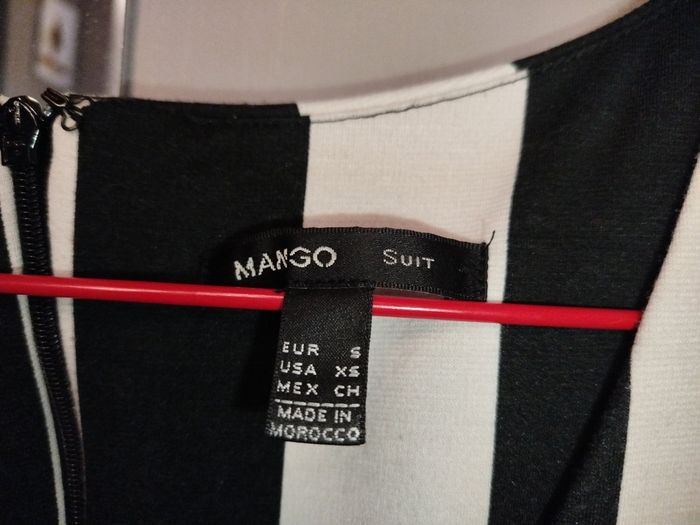 MANGO SUIT
EUR S
USA XS
MEX CH
MADE IN
MOROCCO